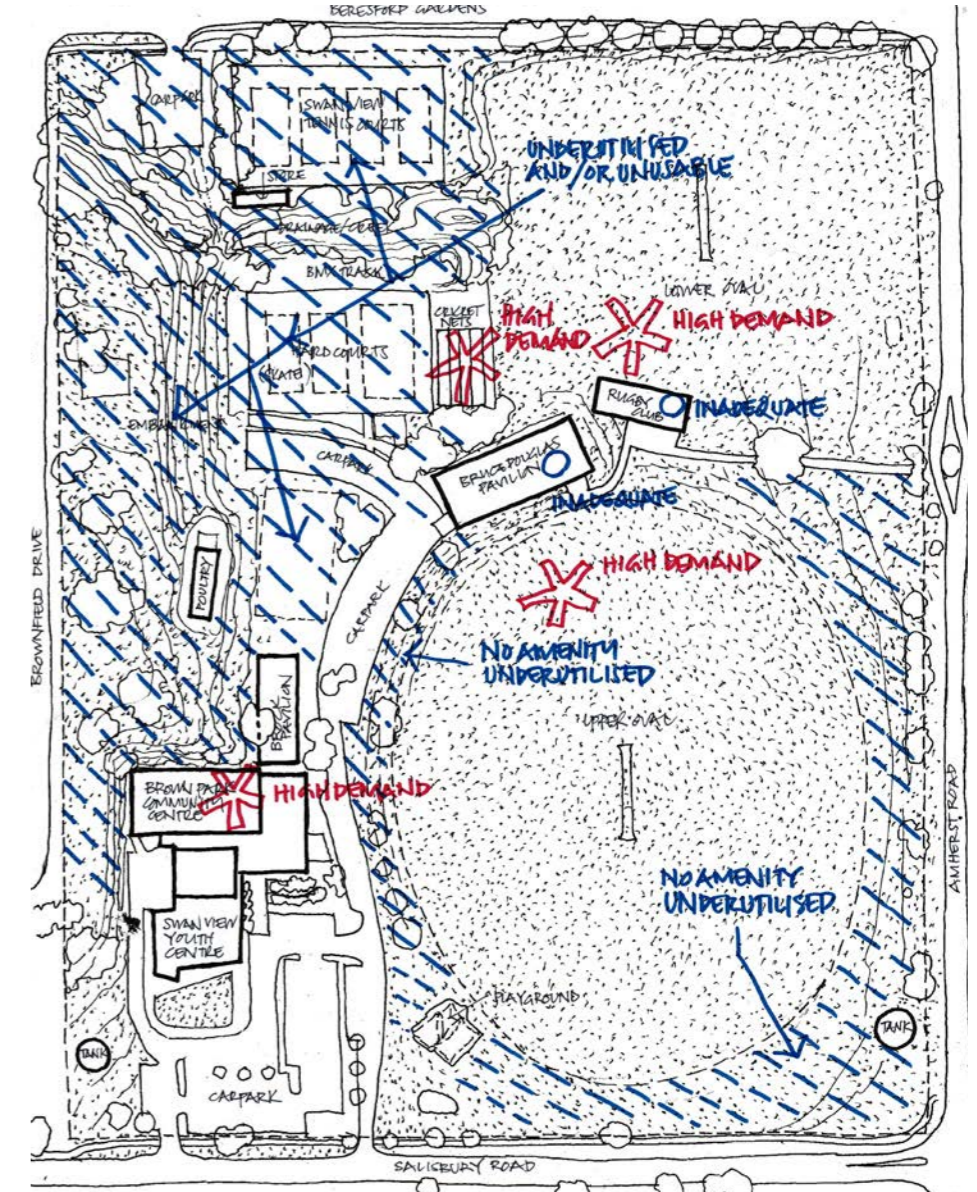 BERESFORD GARDENS
CARPARK
SWAN VIEW
TENNIS COURTS
UNDERUTILISED
AND/OR UNUSABLE
STORE
DRAINAGE/CREEK
BMX TRACK
LOWER OVAL
CRICKET
NETS
HIGH
DEMAND
HIGH DEMAND
HARDCOURTS
(SKATE)
RUGBY
CLUB
INADEQUATE
EMBANKMENT
CARPARK
BRUCE DOUGLAS
PAVILION
INADEQUATE
HIGH DEMAND
POULTRY
CARPARK
BROWNFIELD DRIVE
NO AMENITY
UNDERUTILISED
UPPER OVAL
PAVILION
BROWN PARK
COMMUNITY
CENTRE
HIGH DEMAND
AMHERST ROAD
NO AMENITY
UNDERUTILISED
SWAN VIEW
YOUTH
CENTRE
PLAYGROUND
TANK
TANK
CARPARK
SALISBURY ROAD